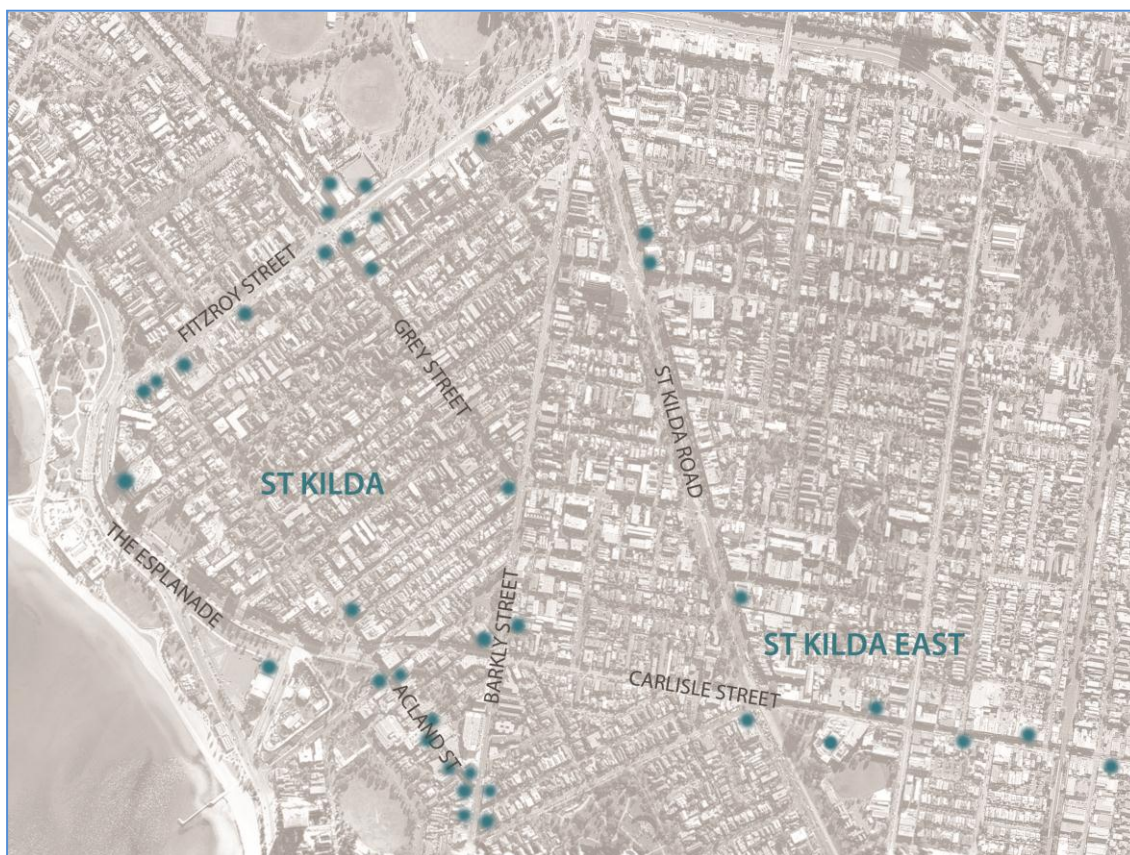 FITZROY STREET
GREY STREET
ST KILDA ROAD
ST KILDA
THE ESPLANADE
BARKLY STREET
ST KILDA EAST
CARLISLE STREET
ACLAND ST